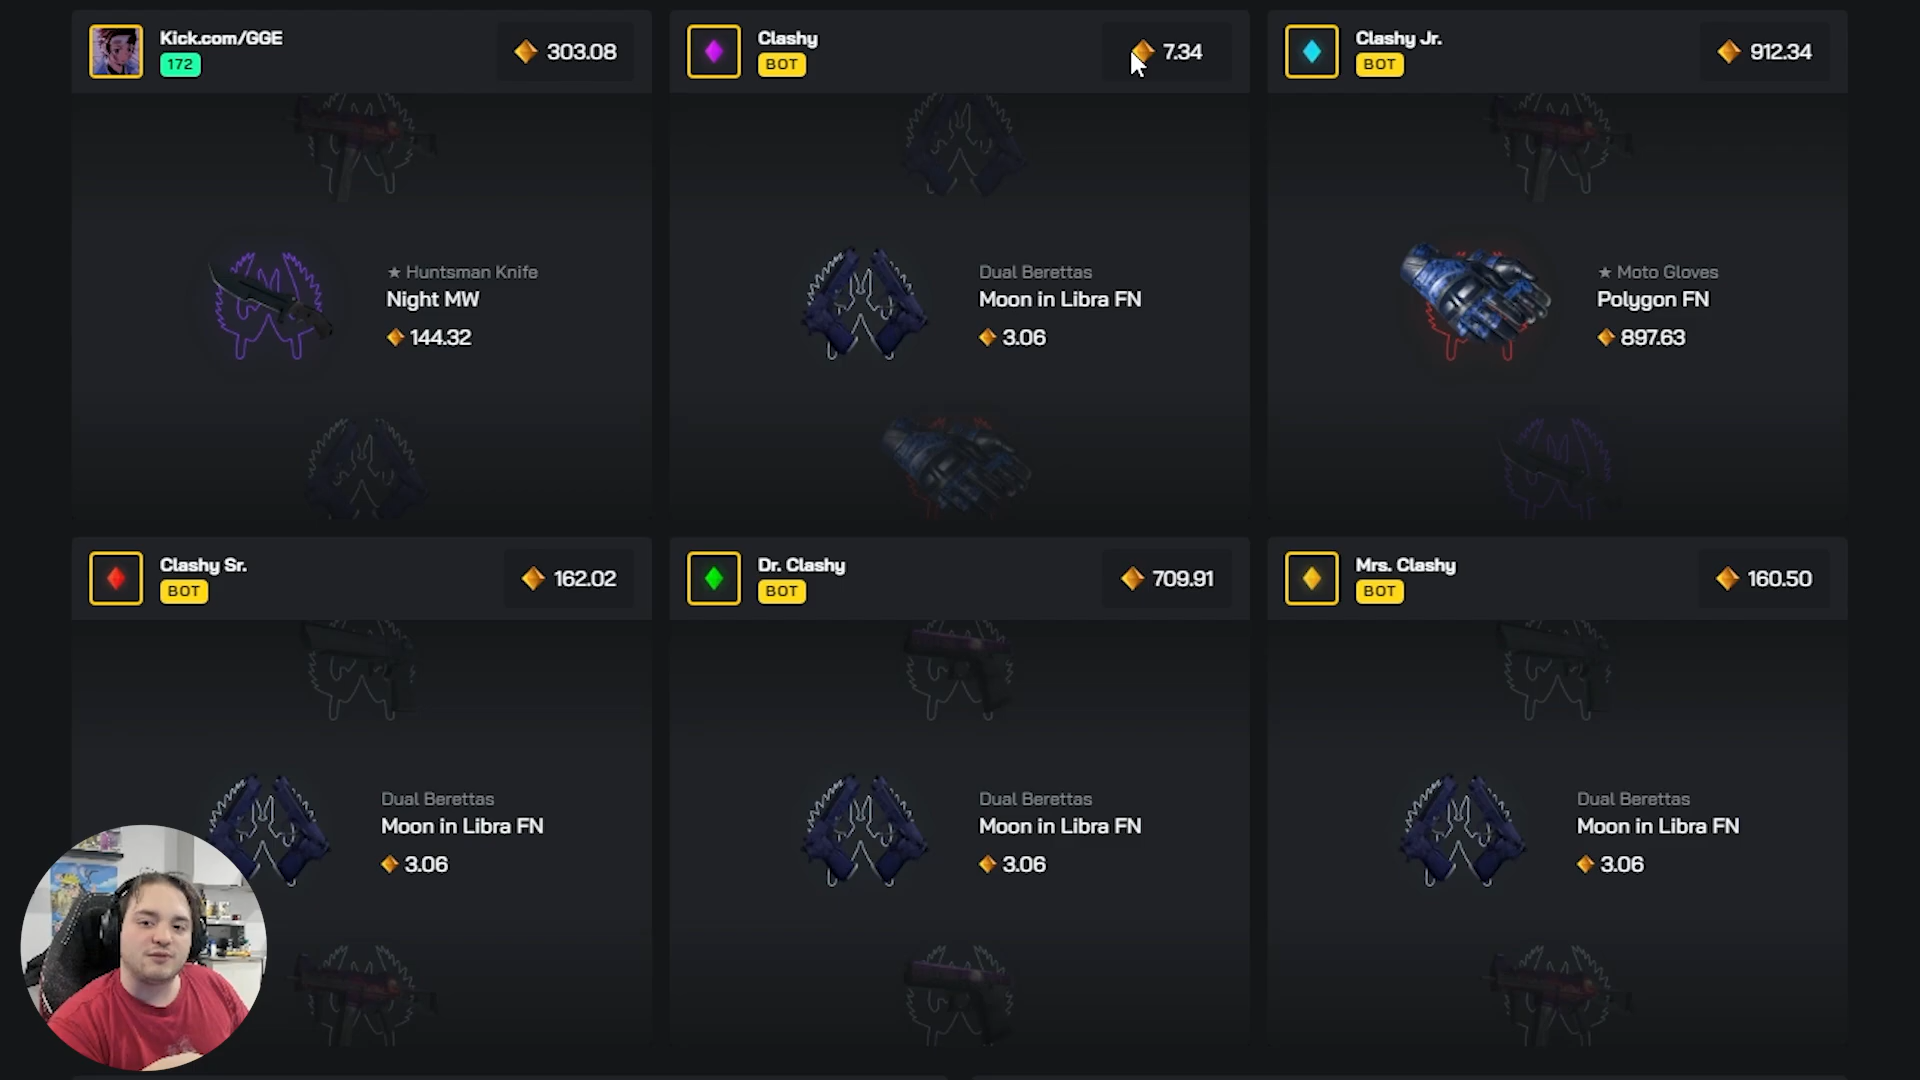 Kick.com/GGE
172
303.08
Clashy
BOT
7.34
Clashy Jr.
BOT
912.34
★ Huntsman Knife
Night MW
144.32
Dual Berettas
Moon in Libra FN
3.06
★ Moto Gloves
Polygon FN
897.63
Clashy Sr.
BOT
162.02
Dr. Clashy
BOT
709.91
Mrs. Clashy
BOT
160.50
Dual Berettas
Moon in Libra FN
3.06
Dual Berettas
Moon in Libra FN
3.06
Dual Berettas
Moon in Libra FN
3.06